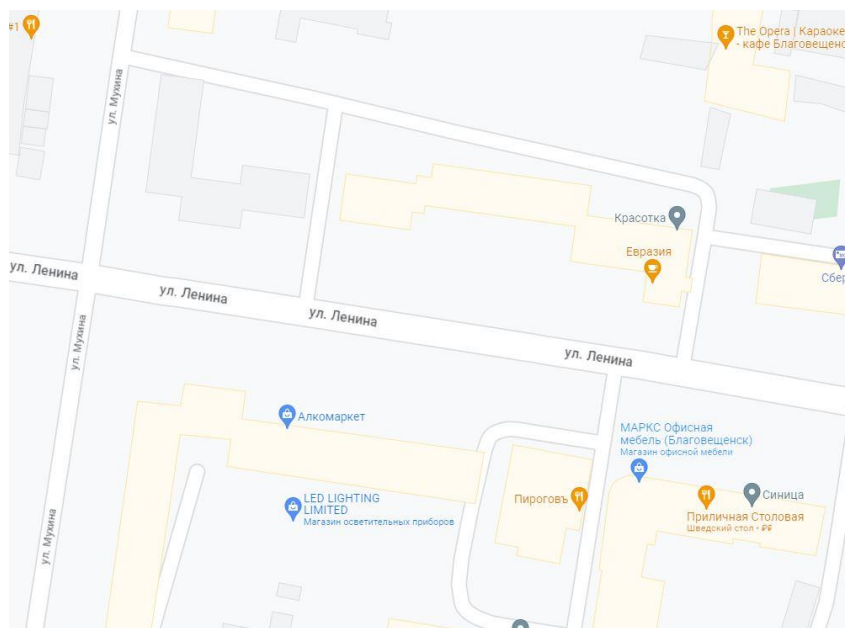 #1
The Opera | Караоке
- кафе Благовещенс
ул. Мухина
Красотка
Евразия
Сбер
ул. Ленина
ул. Ленина
ул. Ленина
ул. Ленина
ул. Мухина
Алкомаркет
МАРКС Офисная
мебель (Благовещенск)
Магазин офисной мебели
LED LIGHTING
LIMITED
Магазин осветительных приборов
Пироговъ
Синица
Приличная Столовая
Шведский стол • ₽₽
ул. Мухина